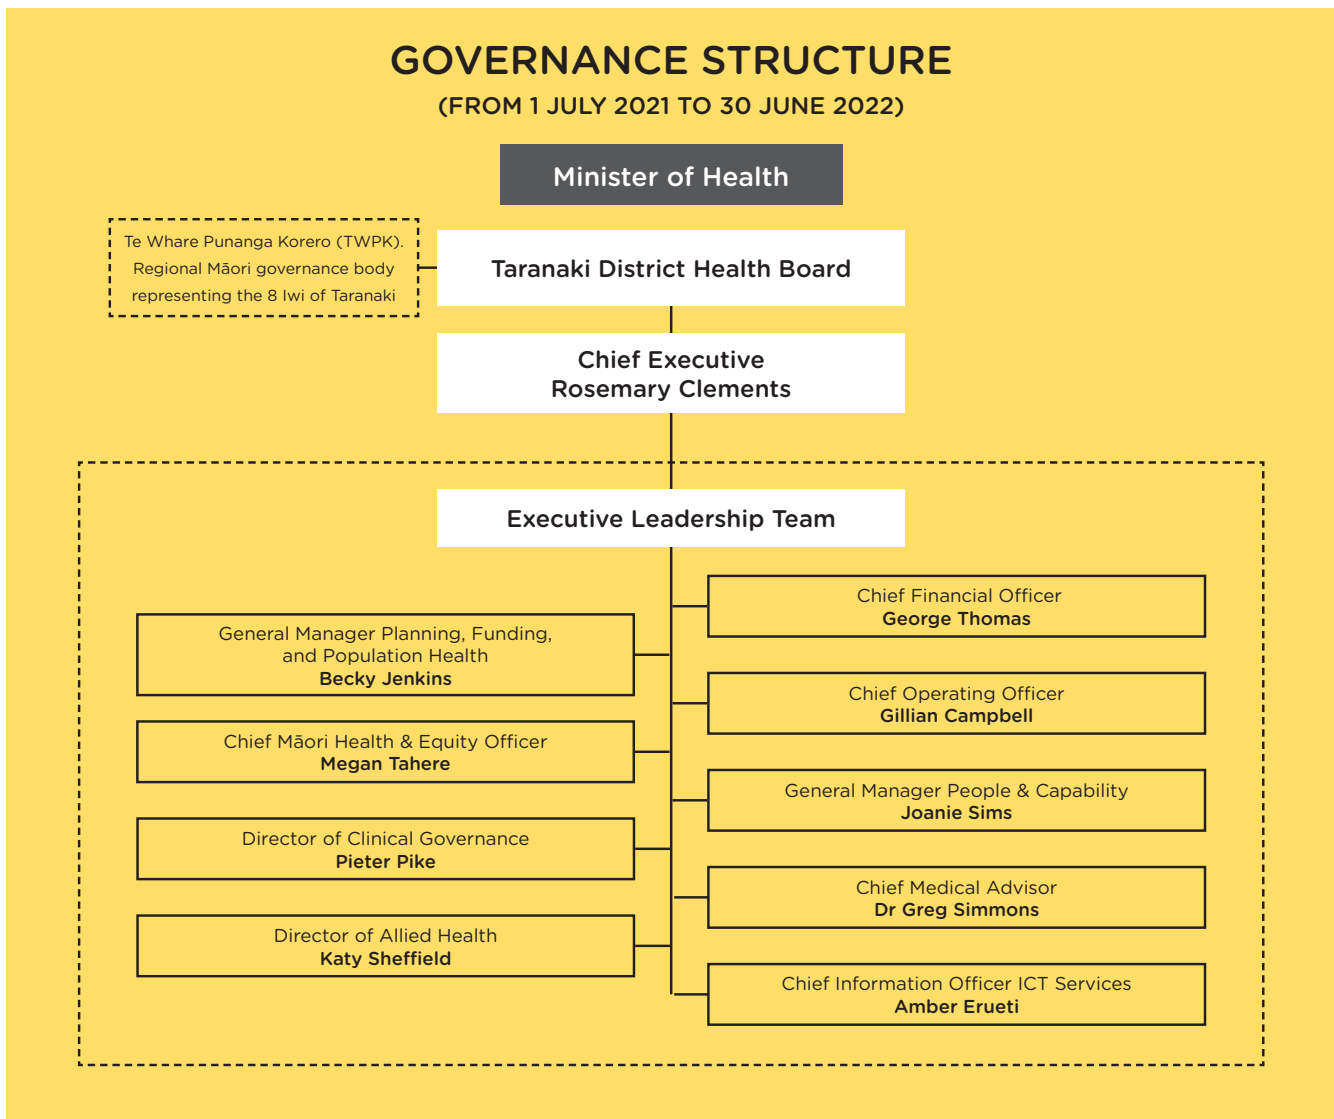 GOVERNANCE STRUCTURE
(FROM 1 JULY 2021 TO 30 JUNE 2022)
Minister of Health
Te Whare Punanga Korero (TWPK).
Regional Māori governance body
representing the 8 Iwi of Taranaki
Taranaki District Health Board
Chief Executive
Rosemary Clements
Executive Leadership Team
General Manager Planning, Funding,
and Population Health
Becky Jenkins
Chief Māori Health & Equity Officer
Megan Tahere
Director of Clinical Governance
Pieter Pike
Director of Allied Health
Katy Sheffield
Chief Financial Officer
George Thomas
Chief Operating Officer
Gillian Campbell
General Manager People & Capability
Joanie Sims
Chief Medical Advisor
Dr Greg Simmons
Chief Information Officer ICT Services
Amber Erueti